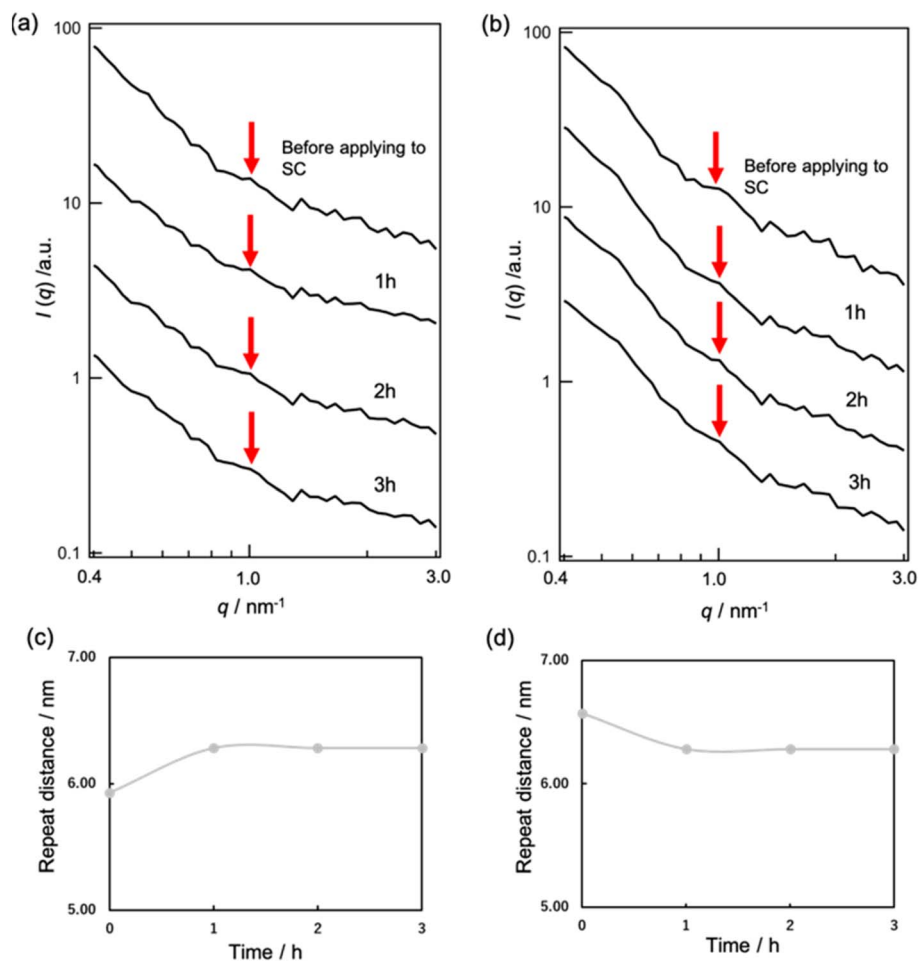 (a)
100
10
1
0.1
I (q) /a.u.
Before applying to
SC
1h
2h
3h
0.4
1.0
3.0
q / nm-1
(b)
100
10
1
0.1
I (q) /a.u.
Before applying to
SC
1h
2h
3h
0.4
1.0
3.0
q / nm-1
(c)
7.00
6.00
5.00
Repeat distance / nm
0
1
2
3
Time / h
(d)
7.00
6.00
5.00
Repeat distance / nm
0
1
2
3
Time / h